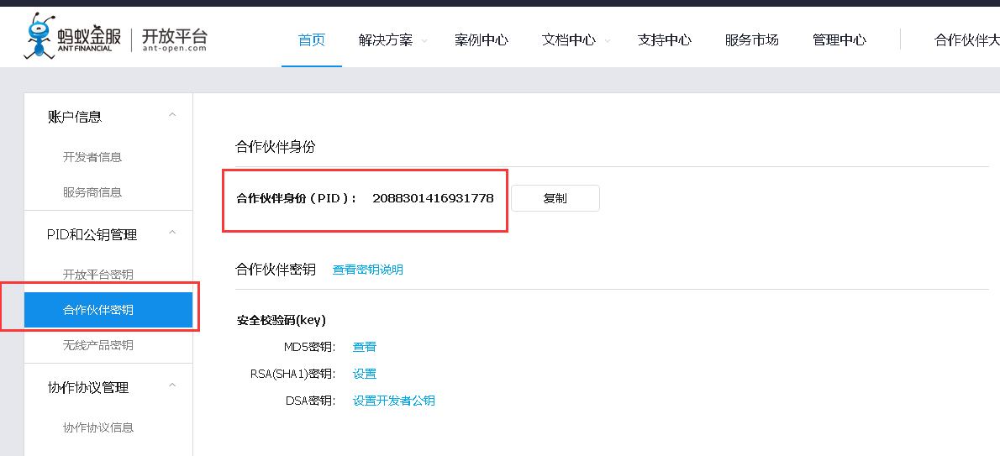 蚂蚁金服
ANT FINANCIAL
开放平台
ant-open.com
首页 解决方案 案例中心 文档中心 支持中心 服务市场 管理中心 合作伙伴大
账户信息
开发者信息
服务商信息
PID和公钥管理
开放平台密钥
合作伙伴密钥
无线产品密钥
协作协议管理
协作协议信息
合作伙伴身份
合作伙伴身份 ( PID ) : 2088301416931778 复制
合作伙伴密钥 查看密钥说明
安全校验码(key)
MD5密钥: 查看
RSA(SHA1)密钥: 设置
DSA密钥: 设置开发者公钥